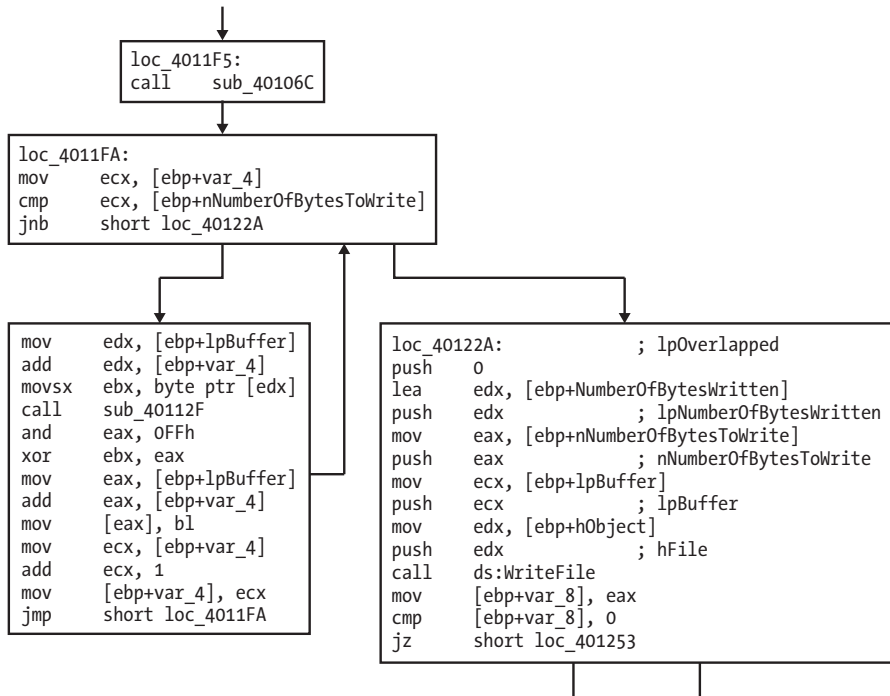 loc_4011F5:
call sub_40106C
loc_4011FA:
mov ecx, [ebp+var_4]
cmp ecx, [ebp+nNumberOfBytesToWrite]
jnb short loc_40122A
mov edx, [ebp+lpBuffer]
add edx, [ebp+var_4]
movsx ebx, byte ptr [edx]
call sub_40112F
and eax, 0FFh
xor ebx, eax
mov eax, [ebp+lpBuffer]
add eax, [ebp+var_4]
mov [eax], bl
mov ecx, [ebp+var_4]
add ecx, 1
mov [ebp+var_4], ecx
jmp short loc_4011FA
loc_40122A: ; lpOverlapped
push 0
lea edx, [ebp+NumberOfBytesWritten]
push edx ; lpNumberOfBytesWritten
mov eax, [ebp+nNumberOfBytesToWrite]
push eax ; nNumberOfBytesToWrite
mov ecx, [ebp+lpBuffer]
push ecx ; lpBuffer
mov edx, [ebp+hObject]
push edx ; hFile
call ds:WriteFile
mov [ebp+var_8], eax
cmp [ebp+var_8], 0
jz short loc_401253